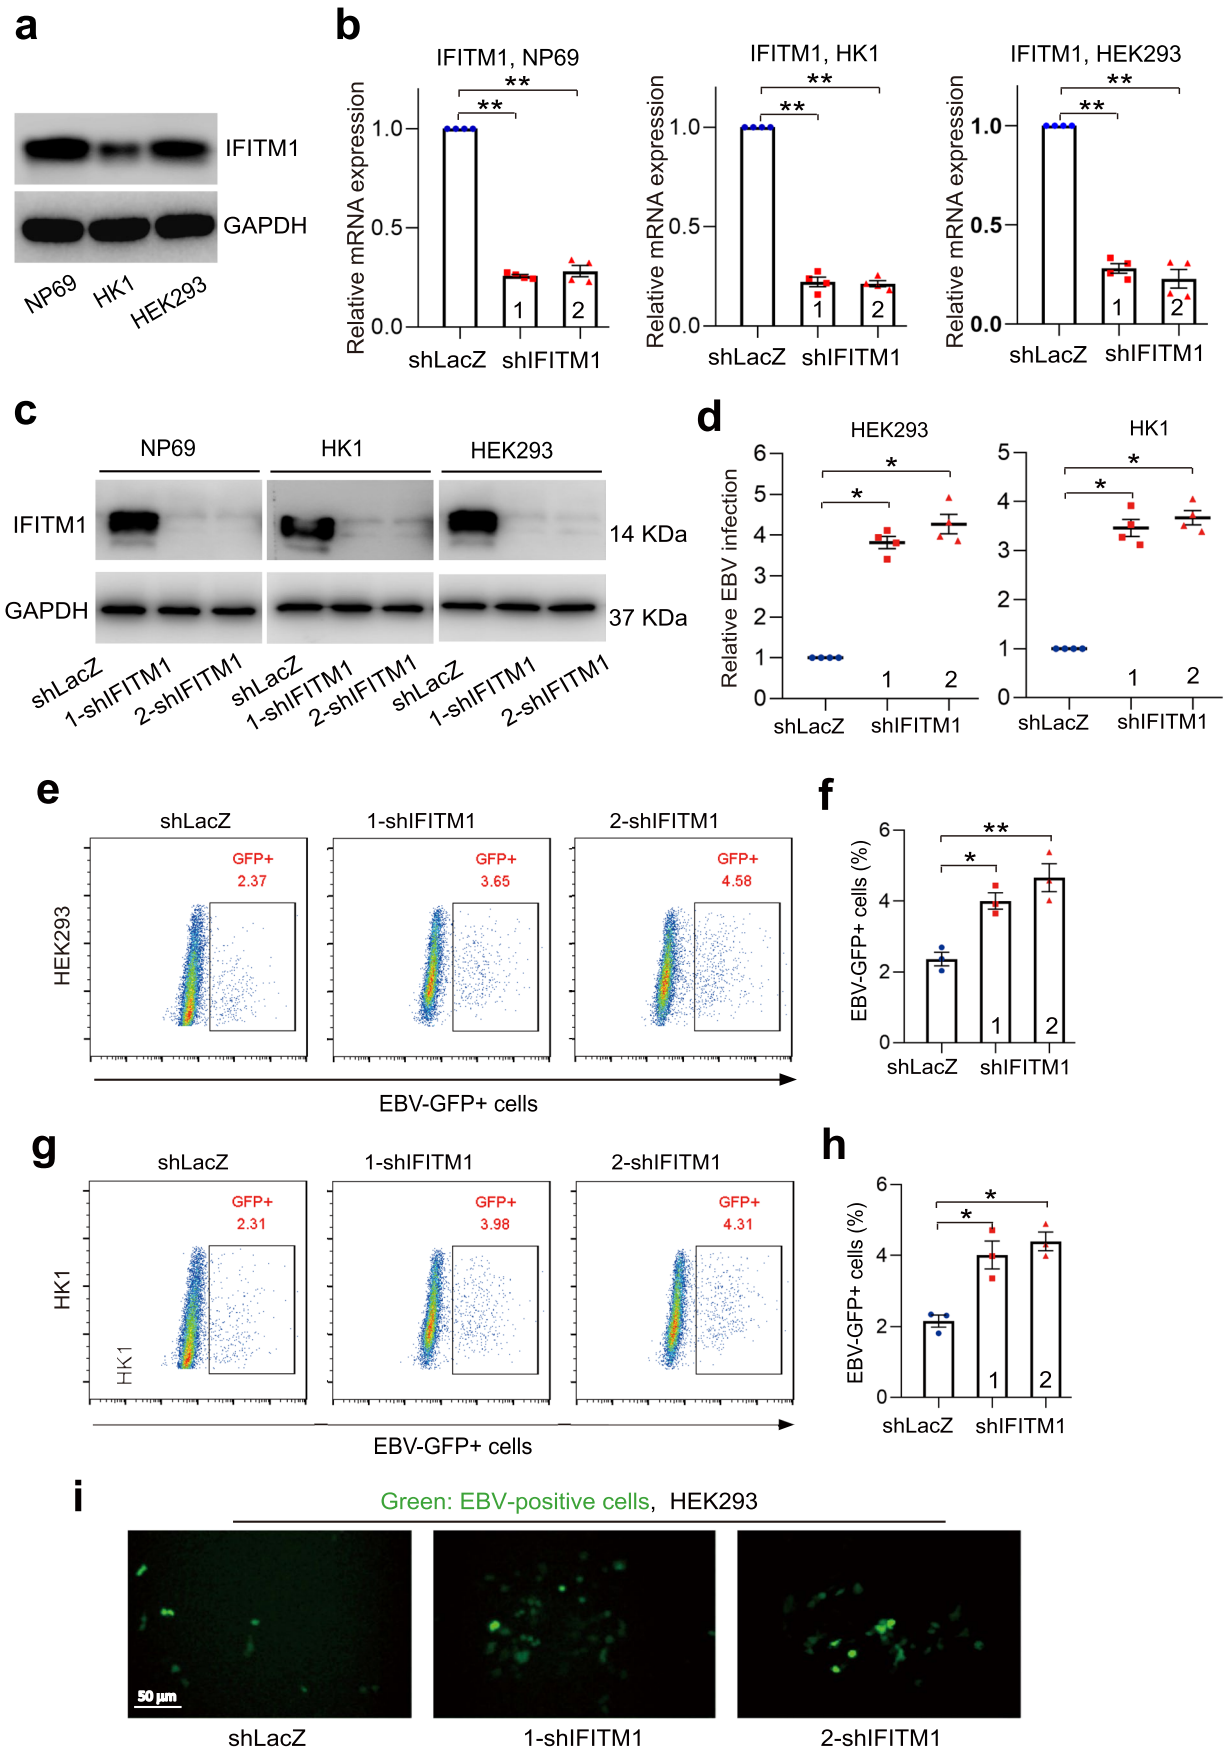 a
IFITM1
GAPDH
NP69
HK1
HEK293
b
IFITM1, NP69
**
**
Relative mRNA expression
1.0
0.5
0.0
1
2
shLacZ
shIFITM1
IFITM1, HK1
**
**
Relative mRNA expression
1.0
0.5
0.0
1
2
shLacZ
shIFITM1
IFITM1, HEK293
**
**
Relative mRNA expression
1.0
0.5
0.0
1
2
shLacZ
shIFITM1
c
NP69
HK1
HEK293
IFITM1
14 KDa
GAPDH
37 KDa
shLacZ
1-shIFITM1
2-shIFITM1
shLacZ
1-shIFITM1
2-shIFITM1
shLacZ
1-shIFITM1
2-shIFITM1
d
HEK293
*
*
Relative EBV infection
6
5
4
3
2
1
0
1
2
shLacZ
shIFITM1
HK1
*
*
5
4
3
2
1
0
1
2
shLacZ
shIFITM1
e
shLacZ
1-shIFITM1
2-shIFITM1
HEK293
GFP+
2.37
GFP+
3.65
GFP+
4.58
EBV-GFP+ cells
f
**
*
EBV-GFP+ cells (%)
6
4
2
0
1
2
shLacZ
shIFITM1
g
shLacZ
1-shIFITM1
2-shIFITM1
HK1
HK1
GFP+
2.31
GFP+
3.98
GFP+
4.31
EBV-GFP+ cells
h
*
*
EBV-GFP+ cells (%)
6
4
2
0
1
2
shLacZ
shIFITM1
i
Green: EBV-positive cells, HEK293
50 µm
shLacZ
1-shIFITM1
2-shIFITM1